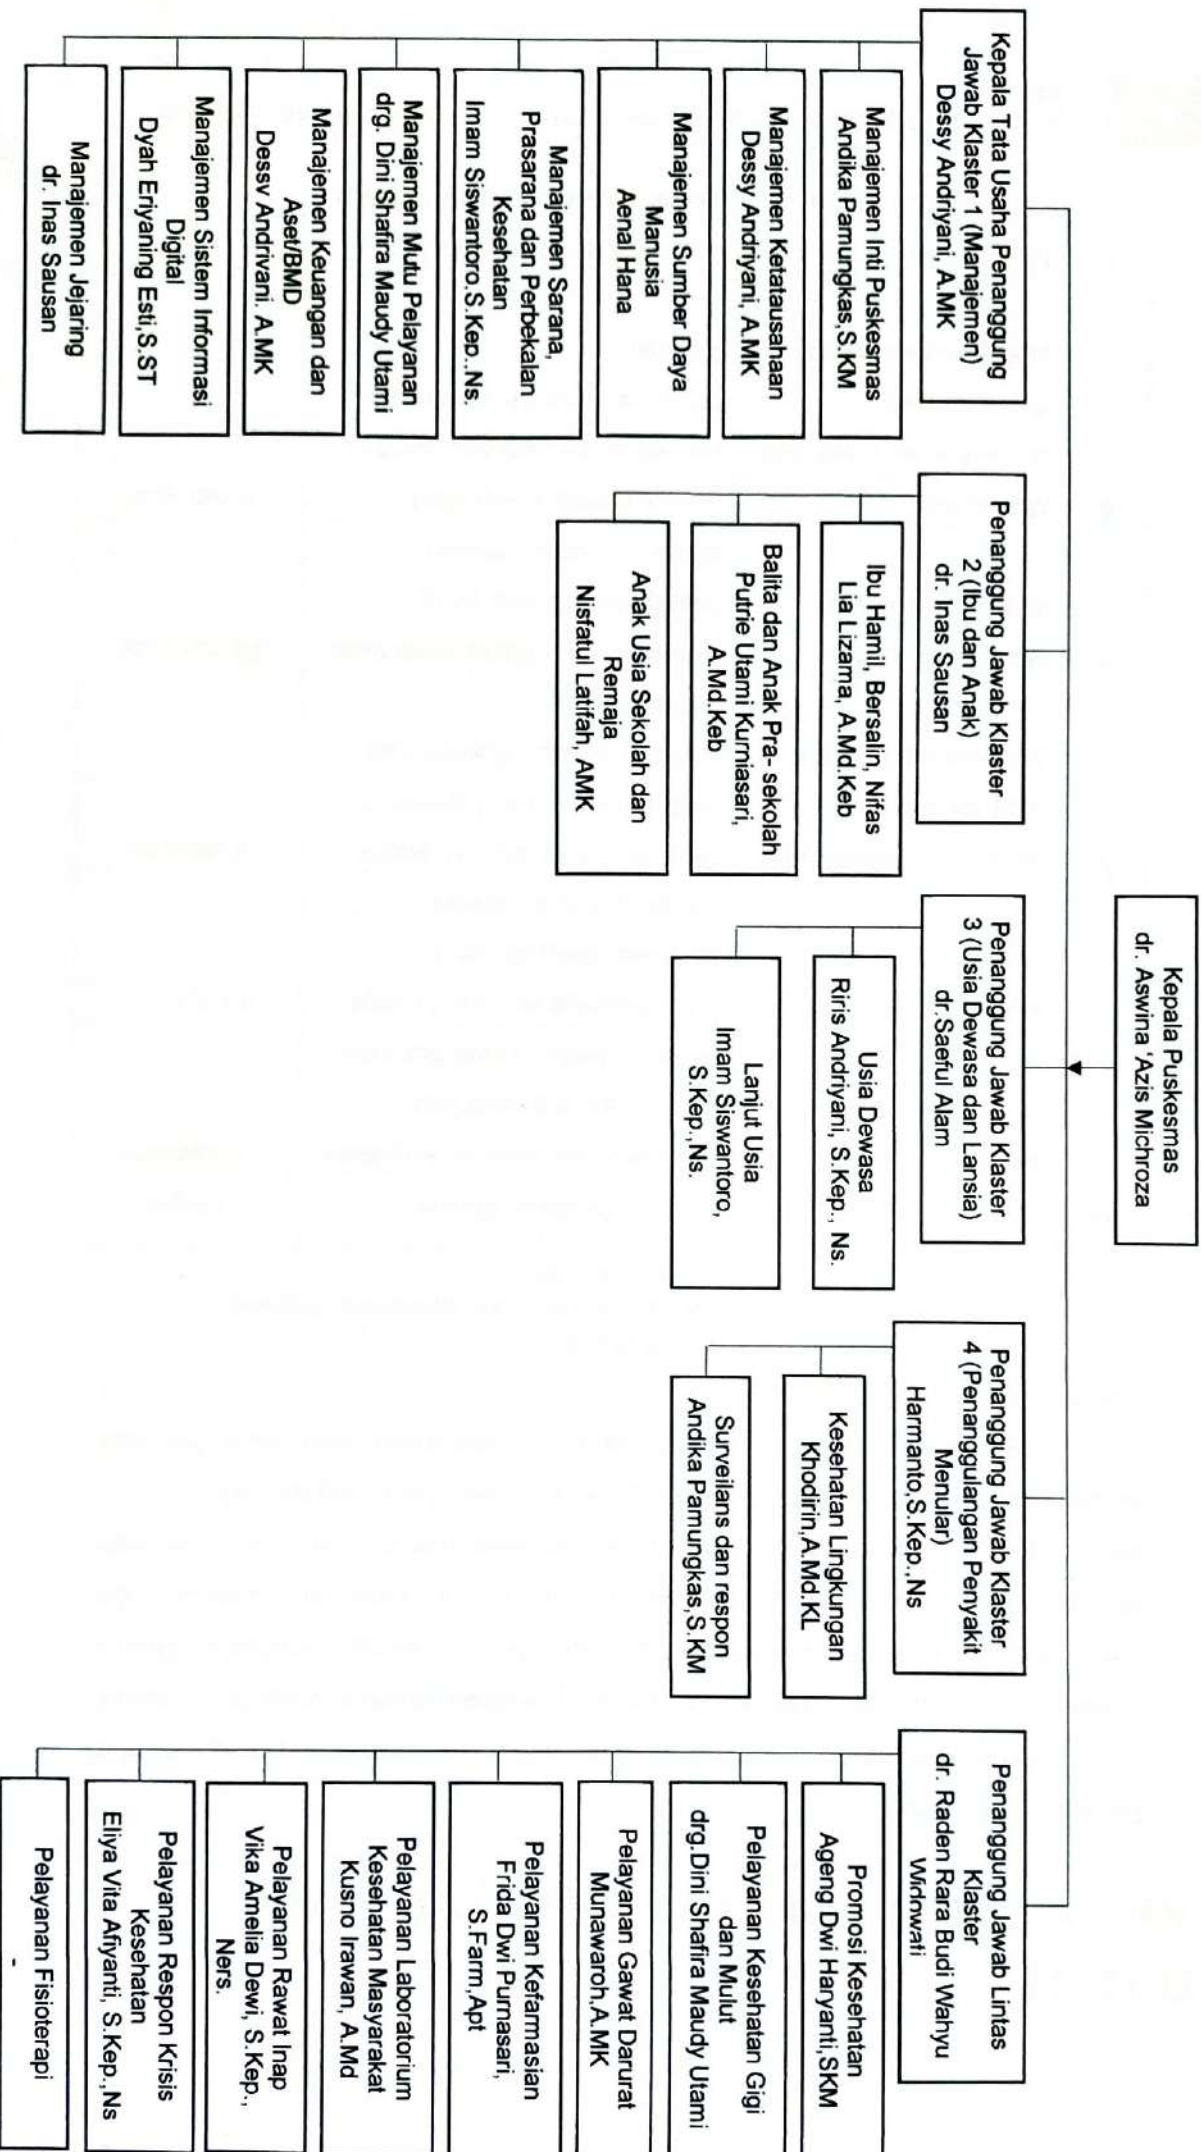 Kepala Puskesmas
dr. Aswina 'Azis Michroza
Kepala Tata Usaha Penanggung
Jawab Klaster 1 (Manajemen)
Dessy Andriyani, A.MK
Manajemen Inti Puskesmas
Andika Pamungkas,S.KM
Manajemen Ketatausahaan
Dessy Andriyani, A.MK
Manajemen Sumber Daya
Manusia
Aenal Hana
Manajemen Sarana,
Prasarana dan Perbekalan
Kesehatan
Imam Siswantoro.S.Kep..Ns.
Manajemen Mutu Pelayanan
drg. Dini Shafira Maudy Utami
Manajemen Keuangan dan
Aset/BMD
Dessv Andrivani. A.MK
Manajemen Sistem Informasi
Digital
Dyah Eriyaning Esti,S.ST
Manajemen Jejaring
dr. Inas Sausan
Penanggung Jawab Klaster
2 (Ibu dan Anak)
dr. Inas Sausan
Ibu Hamil, Bersalin, Nifas
Lia Lizama, A.Md.Keb
Balita dan Anak Pra- sekolah
Putrie Utami Kurniasari,
A.Md.Keb
Anak Usia Sekolah dan
Remaja
Nisfatul Latifah, AMK
Penanggung Jawab Klaster
3 (Usia Dewasa dan Lansia)
dr.Saeful Alam
Usia Dewasa
Riris Andriyani, S.Kep., Ns.
Lanjut Usia
Imam Siswantoro,
S.Kep.,Ns.
Penanggung Jawab Klaster
4 (Penanggulangan Penyakit
Menular)
Harmanto,S.Kep.,Ns
Kesehatan Lingkungan
Khodirin,A.Md.KL
Surveilans dan respon
Andika Pamungkas,S.KM
Penanggung Jawab Lintas
Klaster
dr. Raden Rara Budi Wahyu
Widowati
Promosi Kesehatan
Ageng Dwi Haryanti,SKM
Pelayanan Kesehatan Gigi
dan Mulut
drg.Dini Shafira Maudy Utami
Pelayanan Gawat Darurat
Munawaroh,A.MK
Pelayanan Kefarmasian
Frida Dwi Purnasari,
S.Farm,Apt
Pelayanan Laboratorium
Kesehatan Masyarakat
Kusno Irawan, A.Md
Pelayanan Rawat Inap
Vika Amelia Dewi, S.Kep.,
Ners.
Pelayanan Respon Krisis
Kesehatan
Eliya Vita Afiyanti, S.Kep.,Ns
Pelayanan Fisioterapi
-